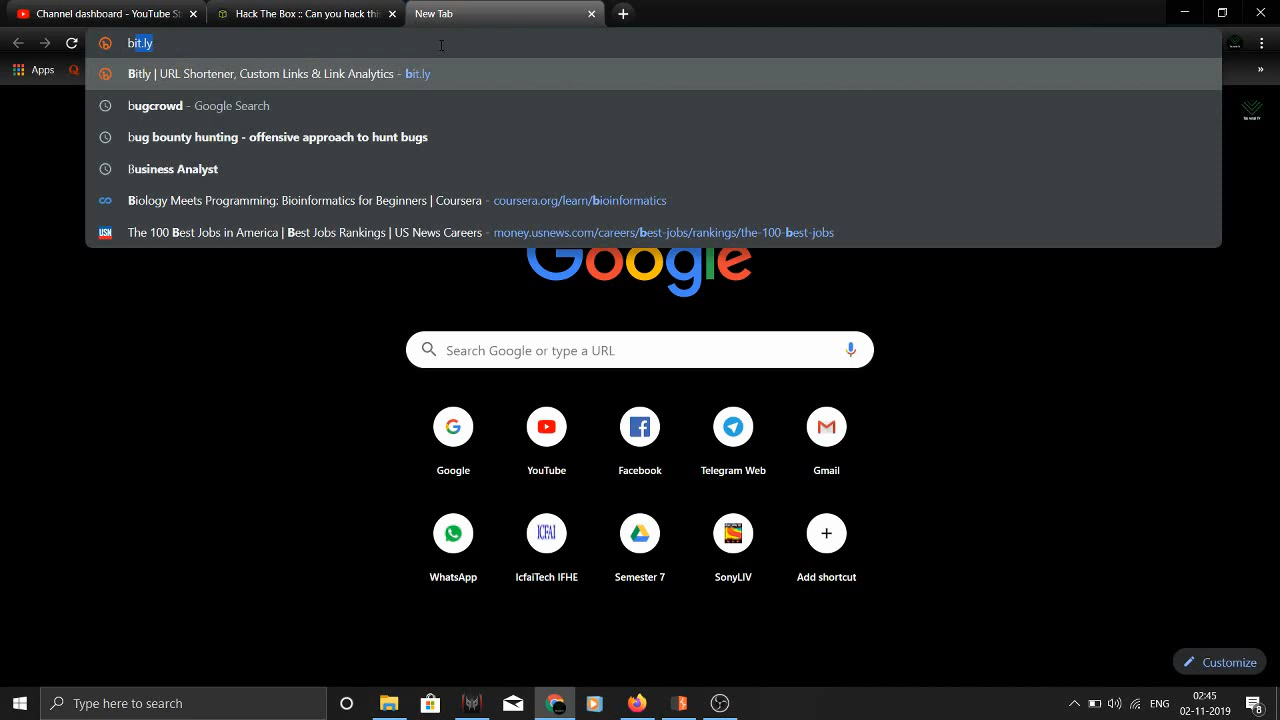 Channel dashboard - YouTube St
Hack The Box :: Can you hack thi
New Tab
bit.ly
Apps
Bitly | URL Shortener, Custom Links & Link Analytics - bit.ly
bugcrowd - Google Search
bug bounty hunting - offensive approach to hunt bugs
Business Analyst
Biology Meets Programming: Bioinformatics for Beginners | Coursera - coursera.org/learn/bioinformatics
USN
The 100 Best Jobs in America | Best Jobs Rankings | US News Careers - money.usnews.com/careers/best-jobs/rankings/the-100-best-jobs
Google
Search Google or type a URL
Google
YouTube
Facebook
Telegram Web
Gmail
ICFAI
WhatsApp
IcfaiTech IFHE
Semester 7
SonyLIV
Add shortcut
Customize
Type here to search
ENG
02:45
02-11-2019